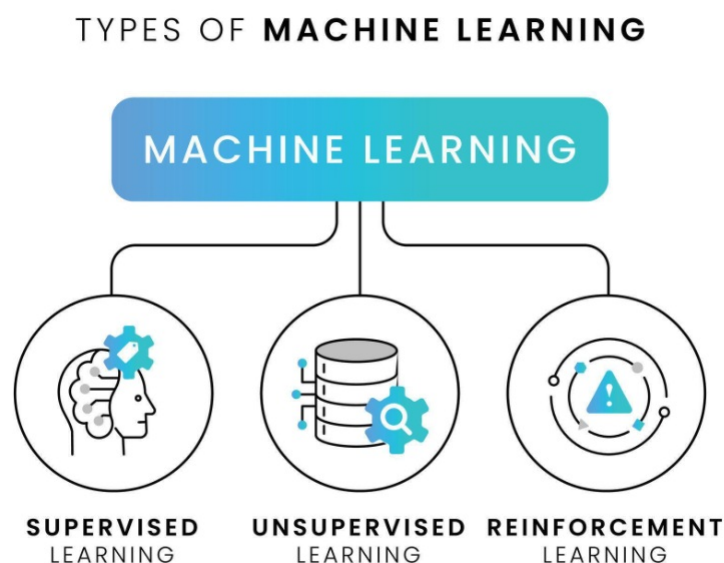 TYPES OF MACHINE LEARNING
MACHINE LEARNING
SUPERVISED
LEARNING
UNSUPERVISED
LEARNING
REINFORCEMENT
LEARNING